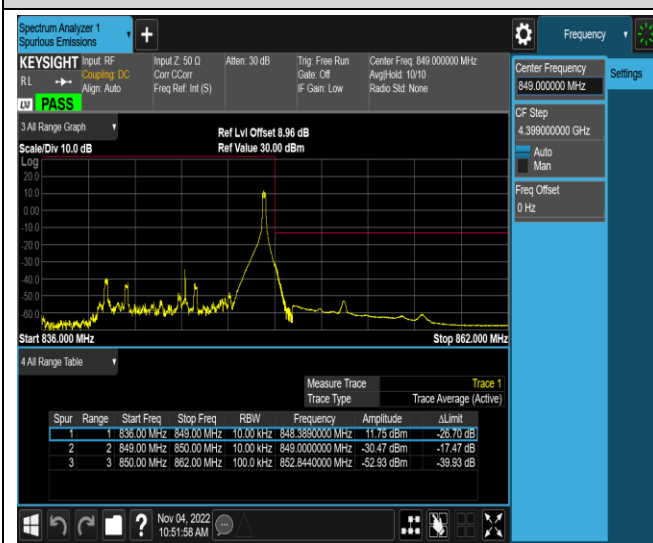 Spectrum Analyzer 1
Spurious Emissions
Frequency
KEYSIGHT
RL
Input: RF
Coupling: DC
Align: Auto
Input Z: 50 Ω
Corr CCorr
Freq Ref: Int (S)
Atten: 30 dB
Trig: Free Run
Gate: Off
IF Gain: Low
Center Freq: 849.000000 MHz
Avg|Hold: 10/10
Radio Std: None
LXI PASS
Center Frequency
849.000000 MHz
Settings
CF Step
4.399000000 GHz
Auto
Man
Freq Offset
0 Hz
3 All Range Graph
Scale/Div 10.0 dB
Ref Lvl Offset 8.96 dB
Ref Value 30.00 dBm
Log
20.0
10.0
0.00
-10.0
-20.0
-30.0
-40.0
-50.0
-60.0
Start 836.000 MHz
Stop 862.000 MHz
4 All Range Table
Measure Trace Trace 1
Trace Type Trace Average (Active)
Spur Range Start Freq Stop Freq RBW Frequency Amplitude ΔLimit
1 1 836.00 MHz 849.00 MHz 10.00 kHz 848.3890000 MHz 11.75 dBm -26.70 dB
2 2 849.00 MHz 850.00 MHz 10.00 kHz 849.0000000 MHz -30.47 dBm -17.47 dB
3 3 850.00 MHz 862.00 MHz 100.0 kHz 852.8440000 MHz -52.93 dBm -39.93 dB
Nov 04, 2022
10:51:58 AM